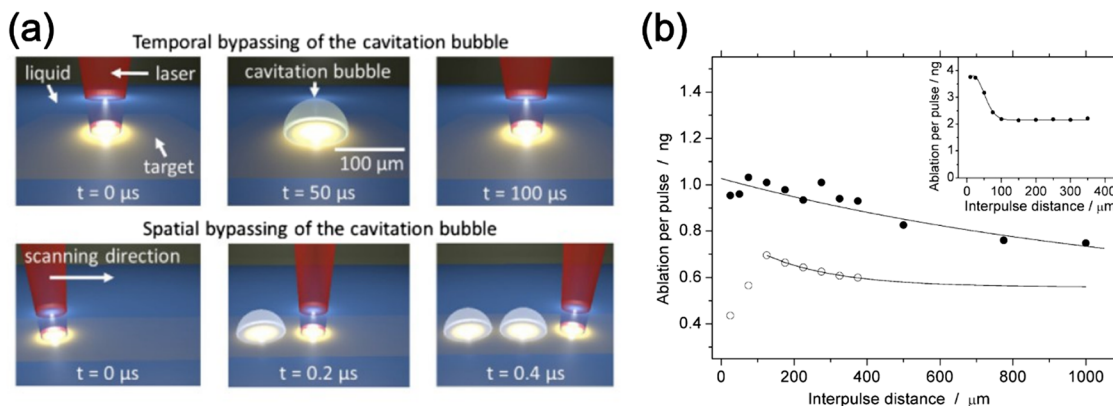 (a)
Temporal bypassing of the cavitation bubble
liquid
laser
target
t = 0 µs
cavitation bubble
100 µm
t = 50 µs
t = 100 µs
Spatial bypassing of the cavitation bubble
scanning direction
t = 0 µs
t = 0.2 µs
t = 0.4 µs
(b)
Ablation per pulse / ng
1.4
1.2
1.0
0.8
0.6
0.4
0 200 400 600 800 1000
Interpulse distance / µm
Ablation per pulse / ng
4
3
2
1
0
0 100 200 300 400
Interpulse distance / µm